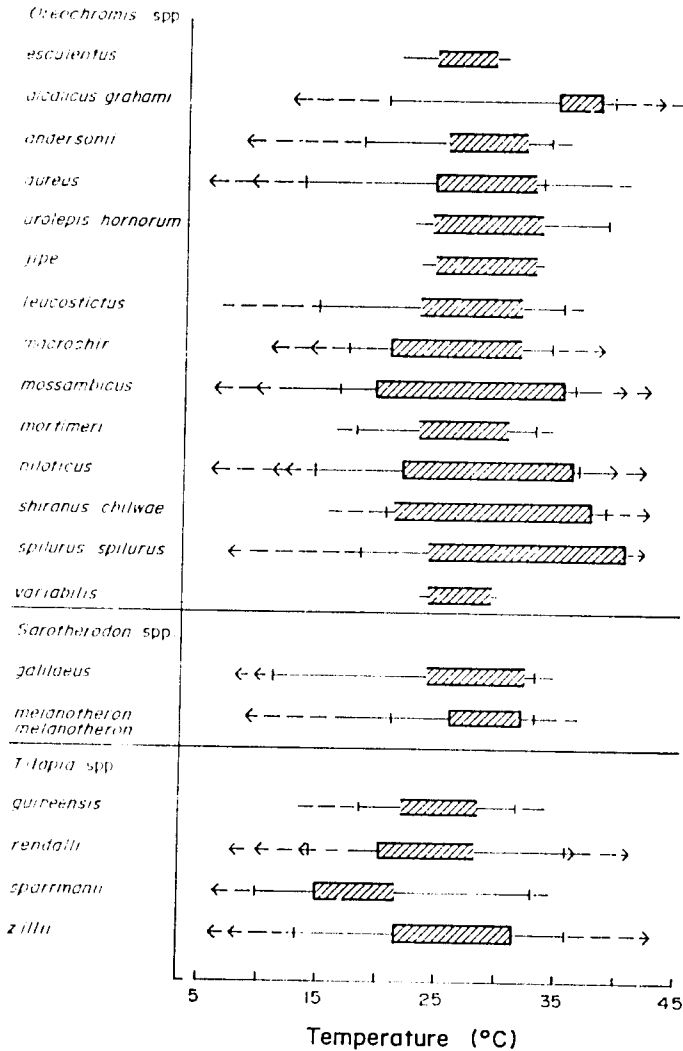 Oreochromis spp
esculentus
alcalicus grahami
andersonii
aureus
urolepis hornorum
jipe
leucostictus
macrochir
mossambicus
mortimeri
niloticus
shiranus chilwae
spilurus spilurus
variabilis
Sarotherodon spp
galilaeus
melanotheron
melanotheron
Tilapia spp
guineensis
rendalli
sparrmanii
zillii
5 15 25 35 45
Temperature (°C)